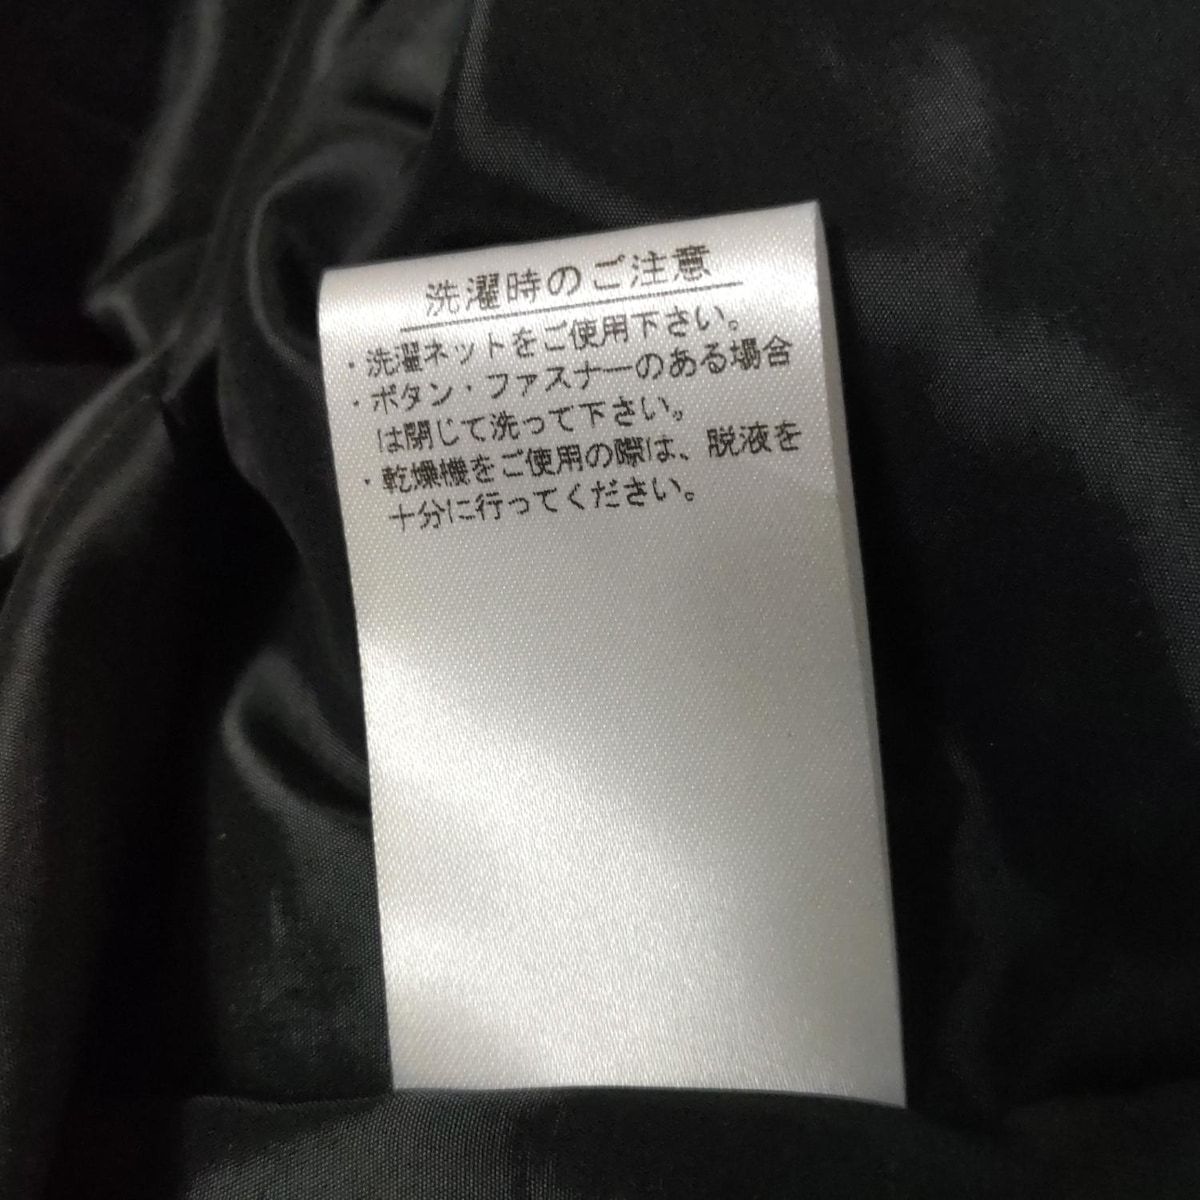 洗濯時のご注意
・洗濯ネットをご使用下さい。
・ボタン・ファスナーのある場合
は閉じて洗って下さい。
・乾燥機をご使用の際は、脱液を
十分に行ってください。